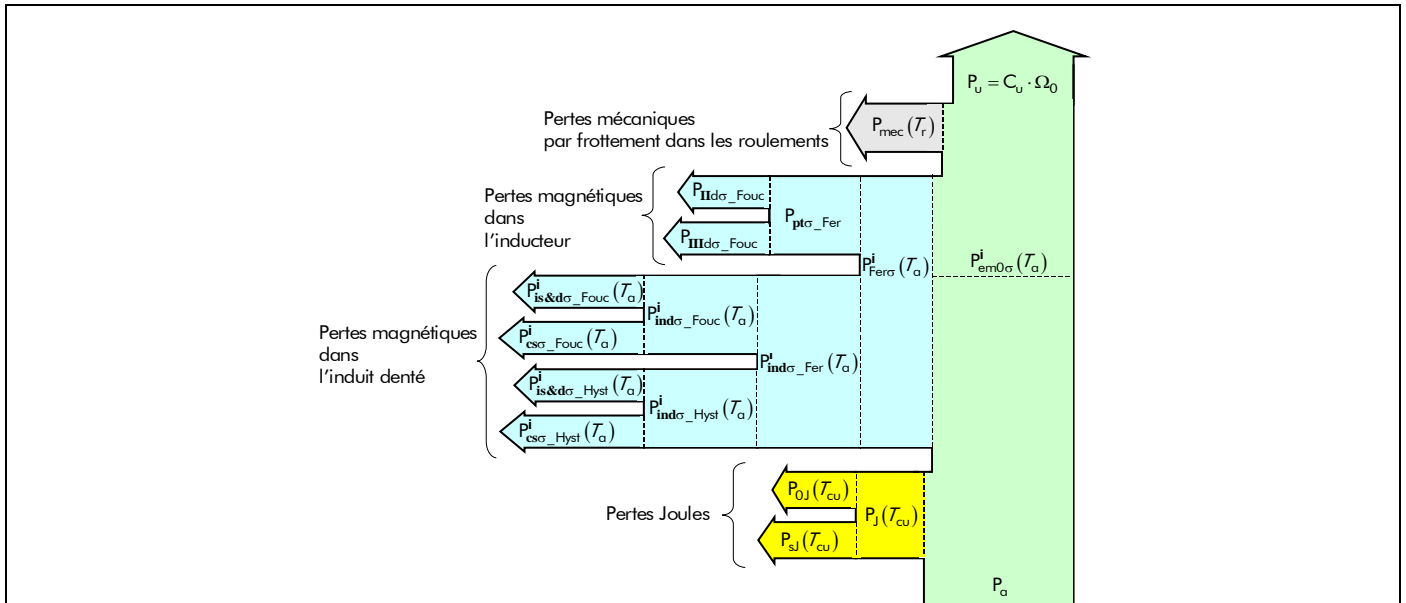 P_u = C_u · Ω_0
Pertes mécaniques
par frottement dans les roulements
P_mec (T_r)
Pertes magnétiques
dans
l'inducteur
P_IIdσ_Fouc
P_ptσ_Fer
P_IIIdσ_Fouc
P^i_Ferσ (T_a)
P^i_em0σ (T_a)
Pertes magnétiques
dans
l'induit denté
P^i_is&dσ_Fouc (T_a)
P^i_indσ_Fouc (T_a)
P^i_csσ_Fouc (T_a)
P^i_indσ_Fer (T_a)
P^i_is&dσ_Hyst (T_a)
P^i_indσ_Hyst (T_a)
P^i_csσ_Hyst (T_a)
Pertes Joules
P_0J (T_cu)
P_J (T_cu)
P_sJ (T_cu)
P_a